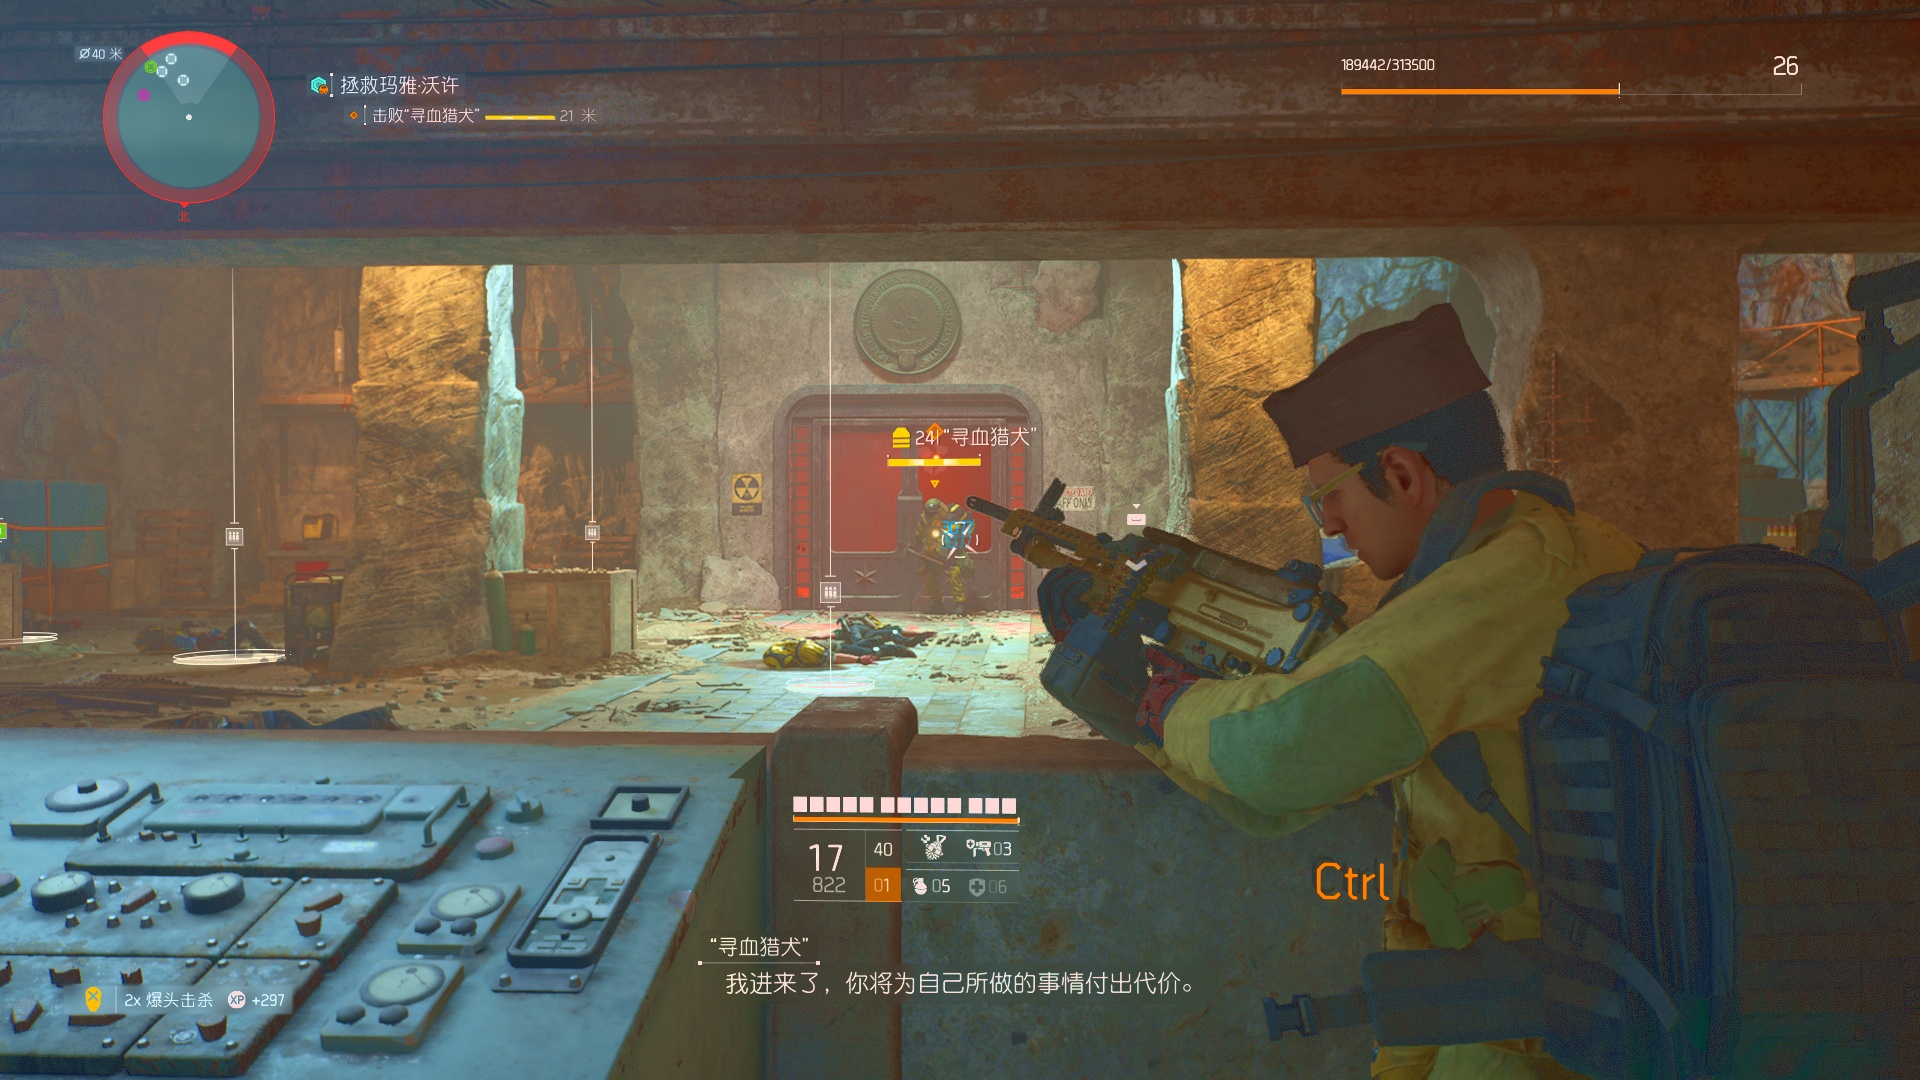 Ø40 米
北
拯救玛雅·沃许
击败“寻血猎犬” 21 米
189442/313500
26
24 “寻血猎犬”
17
822
40
01
03
05
06
Ctrl
“寻血猎犬”
我进来了，你将为自己所做的事情付出代价。
2x 爆头击杀 XP +297